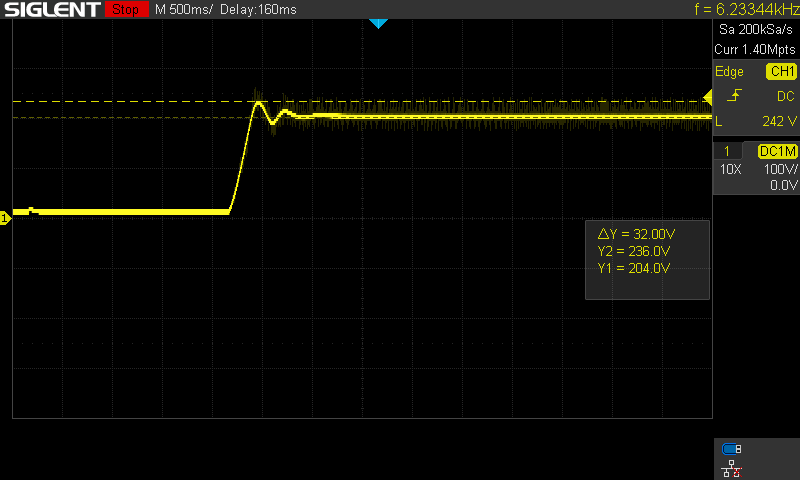 SIGLENT Stop M 500ms/ Delay:160ms f = 6.23344kHz
Sa 200kSa/s
Curr 1.40Mpts
Edge CH1
DC
L 242 V
1 DC1M
10X 100V/
0.0V
1
△Y = 32.00V
Y2 = 236.0V
Y1 = 204.0V